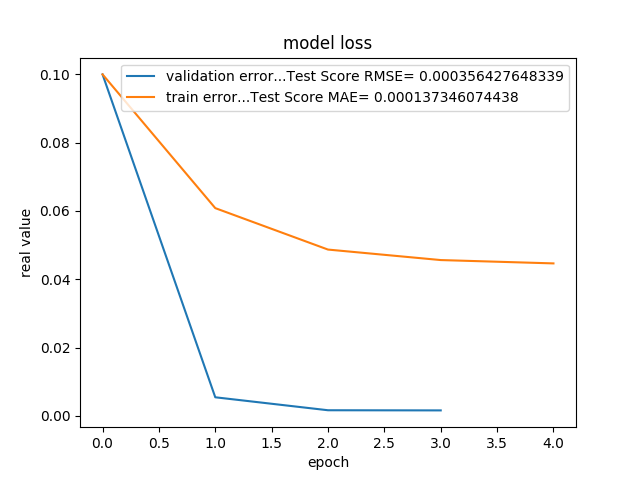 model loss
validation error...Test Score RMSE= 0.000356427648339
train error...Test Score MAE= 0.000137346074438
real value
0.10
0.08
0.06
0.04
0.02
0.00
0.0 0.5 1.0 1.5 2.0 2.5 3.0 3.5 4.0
epoch